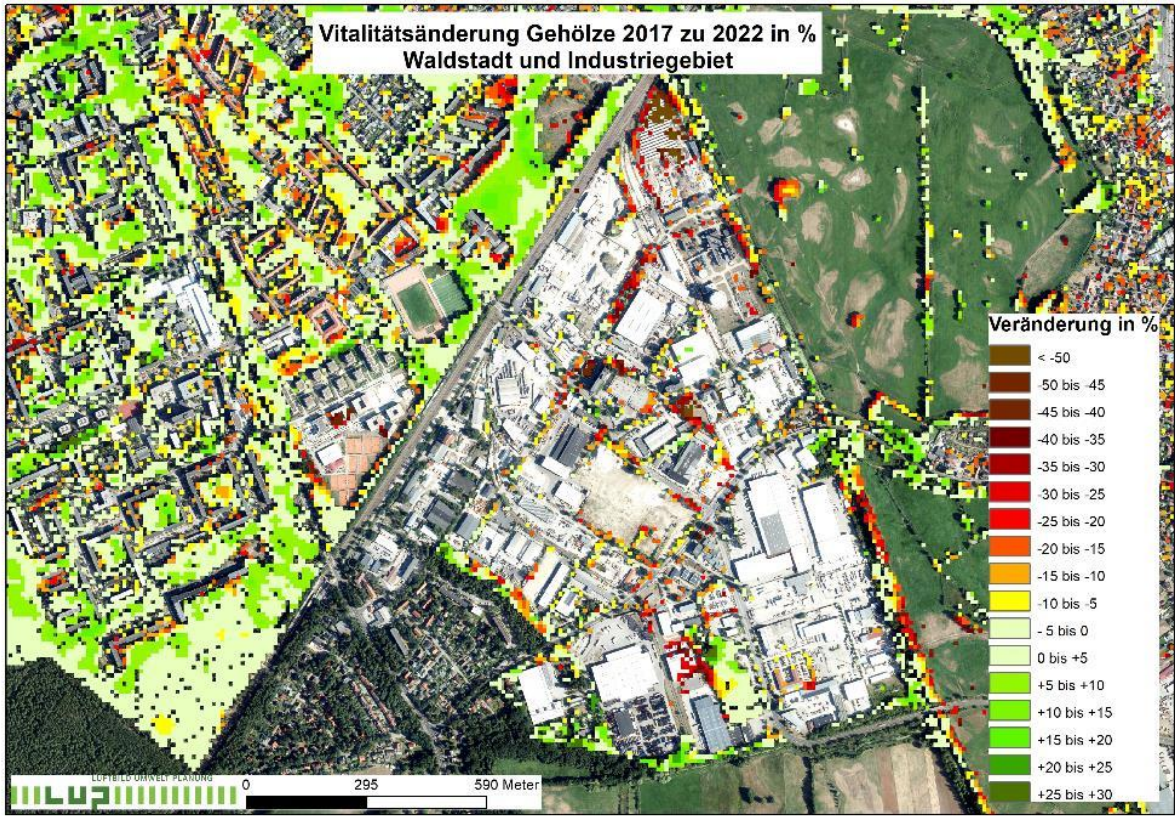 Vitalitätsänderung Gehölze 2017 zu 2022 in %
Waldstadt und Industriegebiet
Veränderung in %
< -50
-50 bis -45
-45 bis -40
-40 bis -35
-35 bis -30
-30 bis -25
-25 bis -20
-20 bis -15
-15 bis -10
-10 bis -5
- 5 bis 0
0 bis +5
+5 bis +10
+10 bis +15
+15 bis +20
+20 bis +25
+25 bis +30
LUFTBILD UMWELT PLANUNG
LUP
0 295 590 Meter